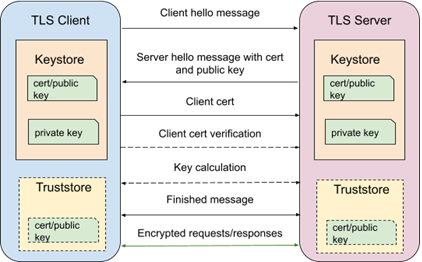 TLS Client
Keystore
cert/public
key
private key
Truststore
cert/public
key
Client hello message
Server hello message with cert
and public key
Client cert
Client cert verification
Key calculation
Finished message
Encrypted requests/responses
TLS Server
Keystore
cert/public
key
private key
Truststore
cert/public
key